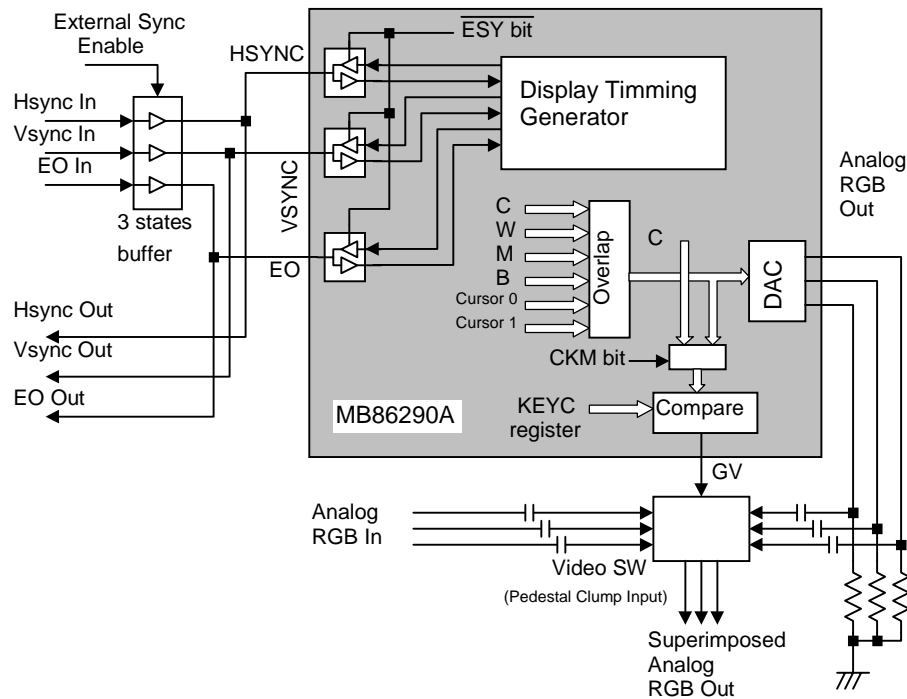 External Sync
Enable
ESY bit
HSYNC
Hsync In
Vsync In
EO In
Display Timming
Generator
3 states
buffer
VSYNC
EO
Analog
RGB
Out
C
W
M
B
Cursor 0
Cursor 1
Overlap
C
DAC
Hsync Out
Vsync Out
EO Out
CKM bit
MB86290A
KEYC
register
Compare
GV
Analog
RGB In
Video SW
(Pedestal Clump Input)
Superimposed
Analog
RGB Out